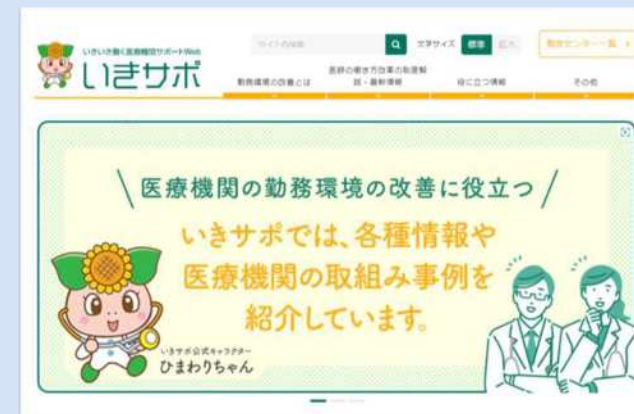 いきいき働く医療機関サポートWeb
いきサポ
サイト内検索
文字サイズ
標準
拡大
勤務環境の改善とは
医師の働き方改革の制度解
説・最新情報
役に立つ情報
その他
医療機関の勤務環境の改善に役立つ
いきサポでは、各種情報や
医療機関の取組み事例を
紹介しています。
いきサポ公式キャラクター
ひまわりちゃん